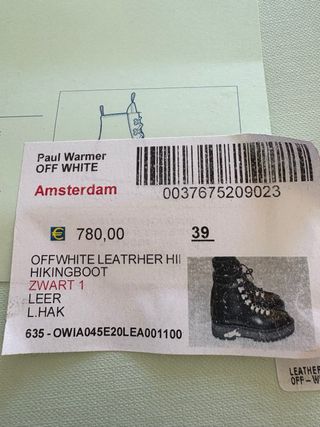 Paul Warmer
OFF WHITE
Amsterdam
0037675209023
€ 780,00
39
OFFWHITE LEATRHER HI
HIKINGBOOT
ZWART 1
LEER
L.HAK
635 - OWIA045E20LEA001100
LEATHER
OFF-W